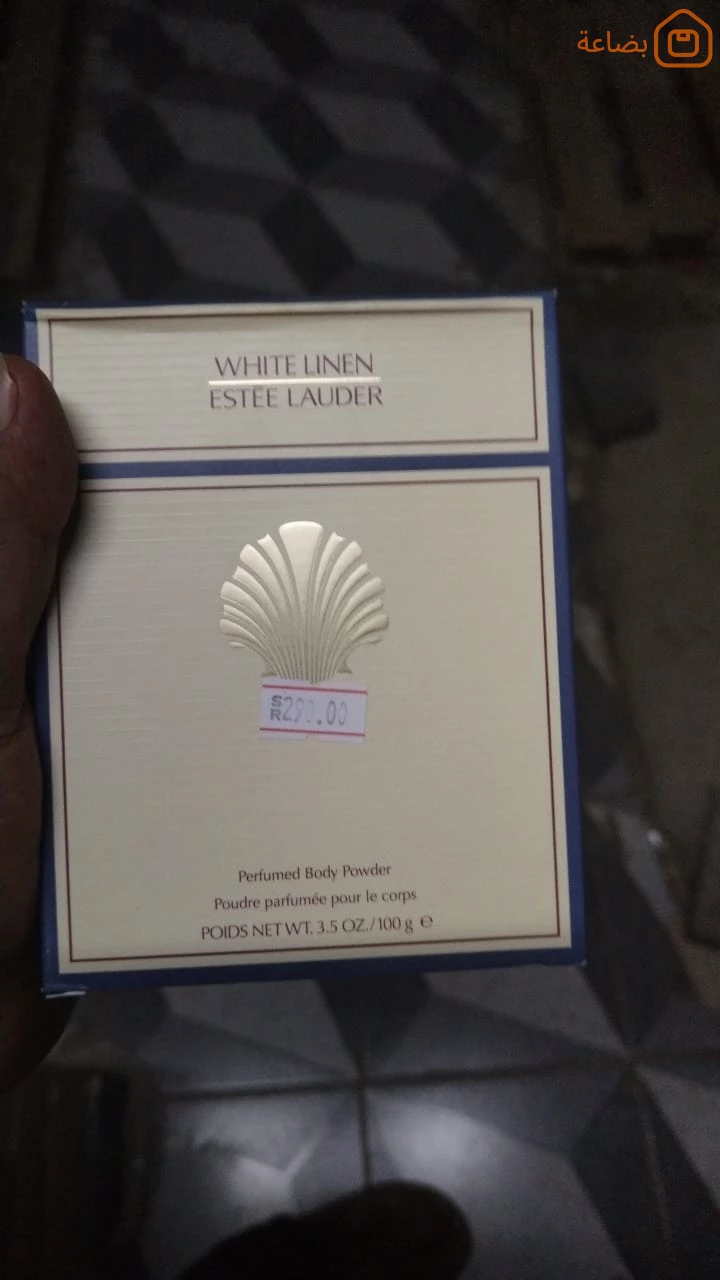 بضاعة
WHITE LINEN
ESTĒE LAUDER
SR
Perfumed Body Powder
Poudre parfumée pour le corps
POIDS NET WT. 3.5 OZ./100 g ℮